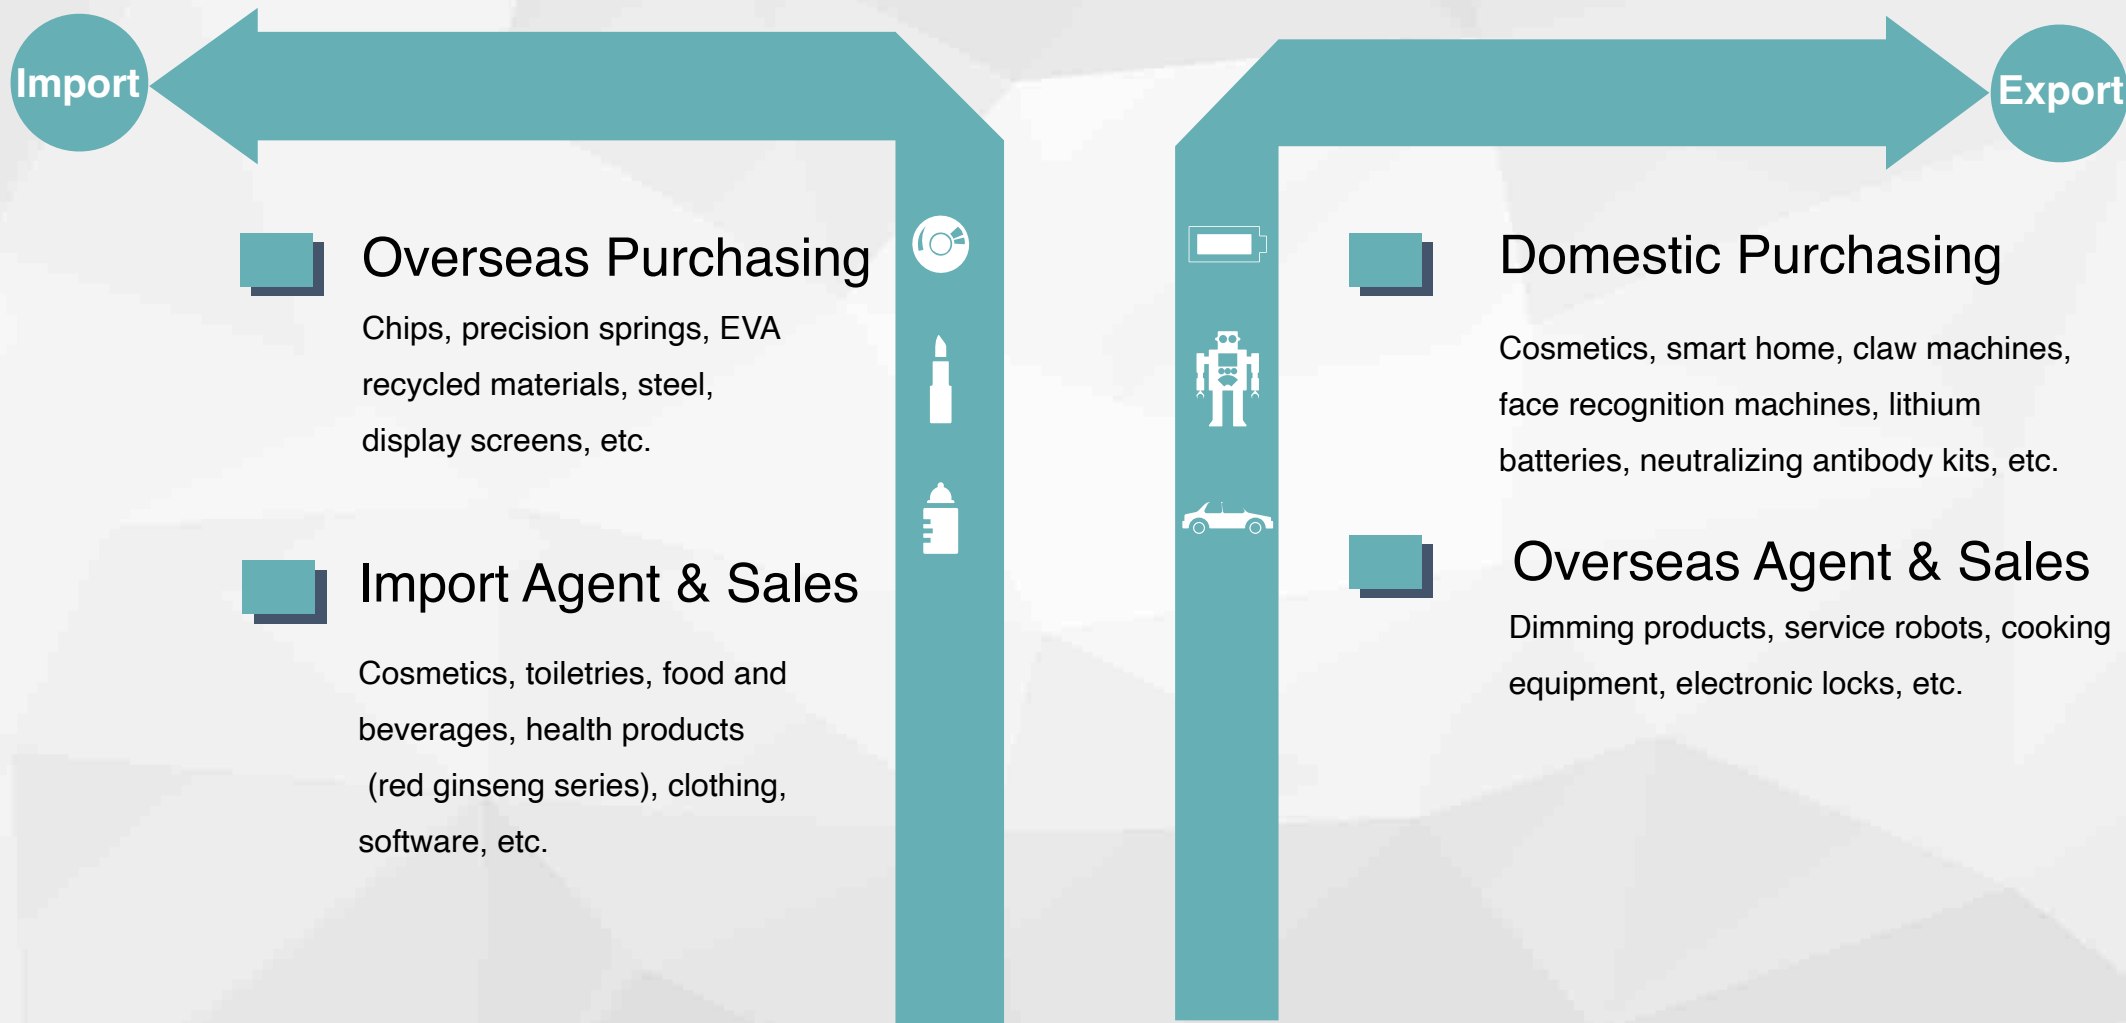 Import
Overseas Purchasing
Chips, precision springs, EVA
recycled materials, steel,
display screens, etc.
Import Agent & Sales
Cosmetics, toiletries, food and
beverages, health products
(red ginseng series), clothing,
software, etc.
Export
Domestic Purchasing
Cosmetics, smart home, claw machines,
face recognition machines, lithium
batteries, neutralizing antibody kits, etc.
Overseas Agent & Sales
Dimming products, service robots, cooking
equipment, electronic locks, etc.